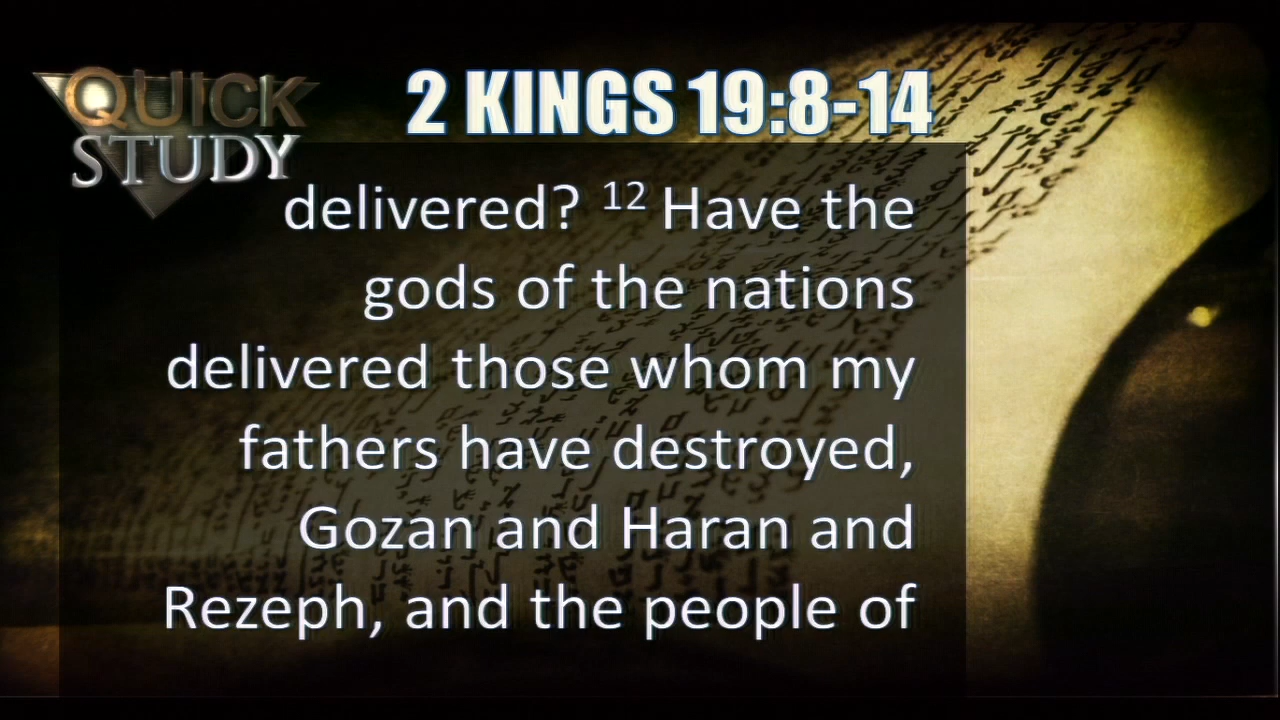 QUICK
STUDY
2 KINGS 19:8-14
delivered? 12 Have the
gods of the nations
delivered those whom my
fathers have destroyed,
Gozan and Haran and
Rezeph, and the people of